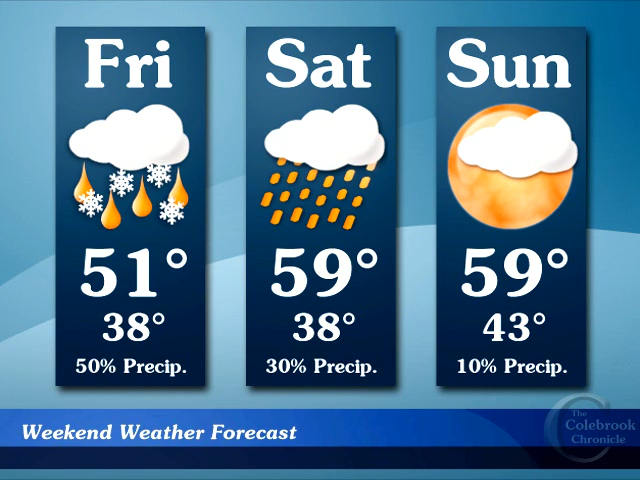 Fri
51°
38°
50% Precip.
Sat
59°
38°
30% Precip.
Sun
59°
43°
10% Precip.
Weekend Weather Forecast
The
Colebrook
Chronicle